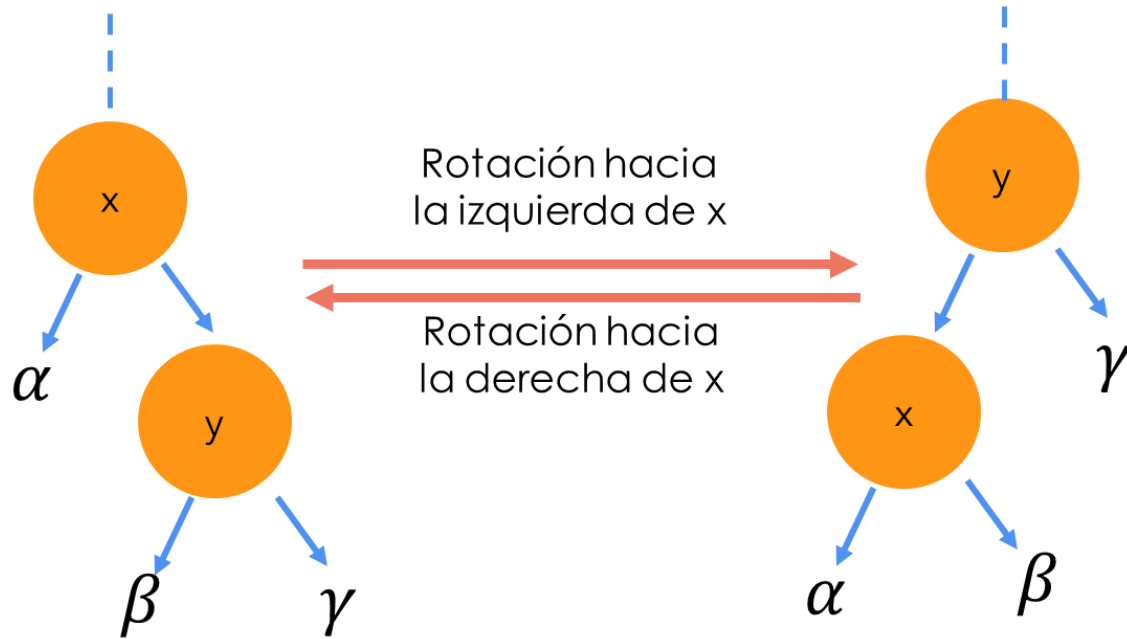 x
y
α
β
γ
Rotación hacia
la izquierda de x
Rotación hacia
la derecha de x
y
x
γ
α
β